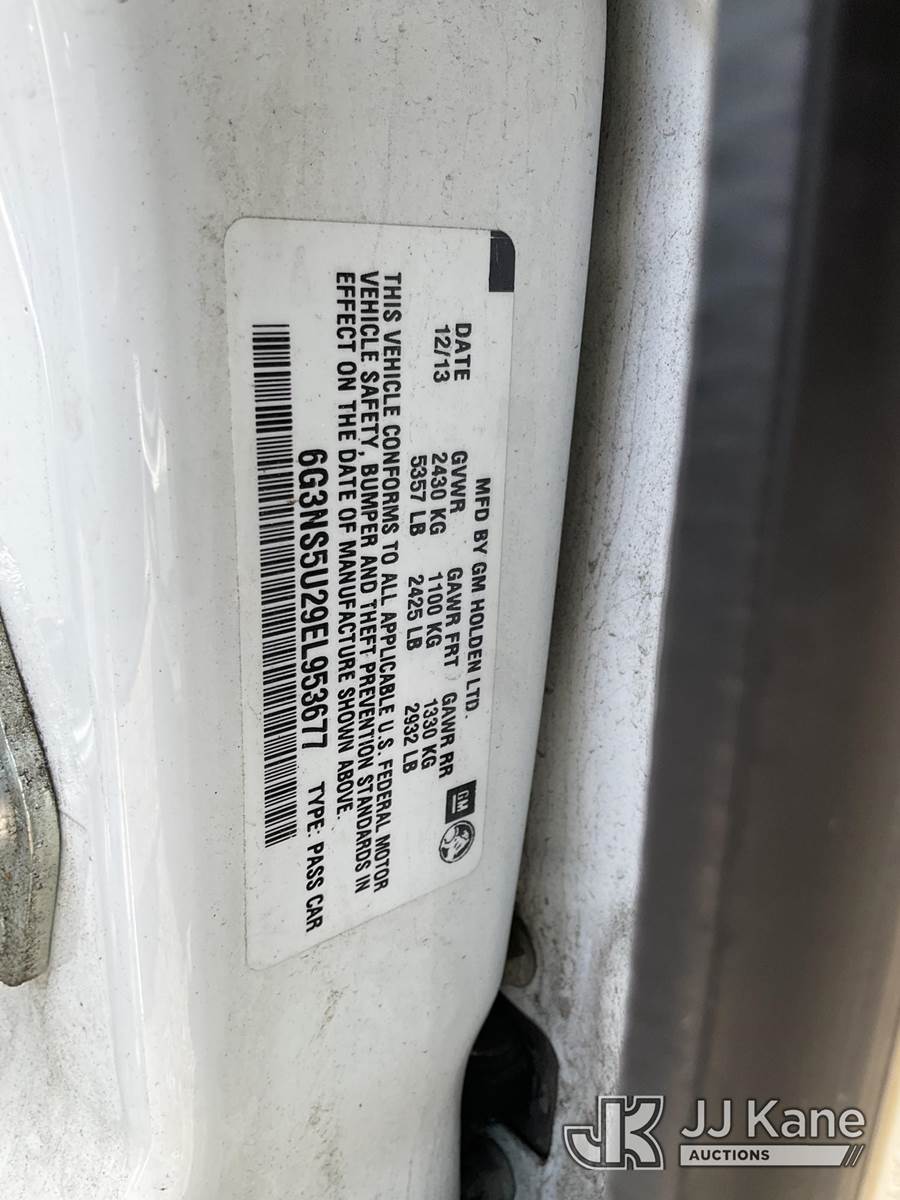 MFD BY GM HOLDEN LTD.
DATE GVWR GAWR FRT GAWR RR
12/13 2430 KG 1100 KG 1330 KG
5357 LB 2425 LB 2932 LB
THIS VEHICLE CONFORMS TO ALL APPLICABLE U.S. FEDERAL MOTOR
VEHICLE SAFETY, BUMPER AND THEFT PREVENTION STANDARDS IN
EFFECT ON THE DATE OF MANUFACTURE SHOWN ABOVE.
6G3NS5U29EL953677 TYPE: PASS CAR
GM
JK JJ Kane
AUCTIONS